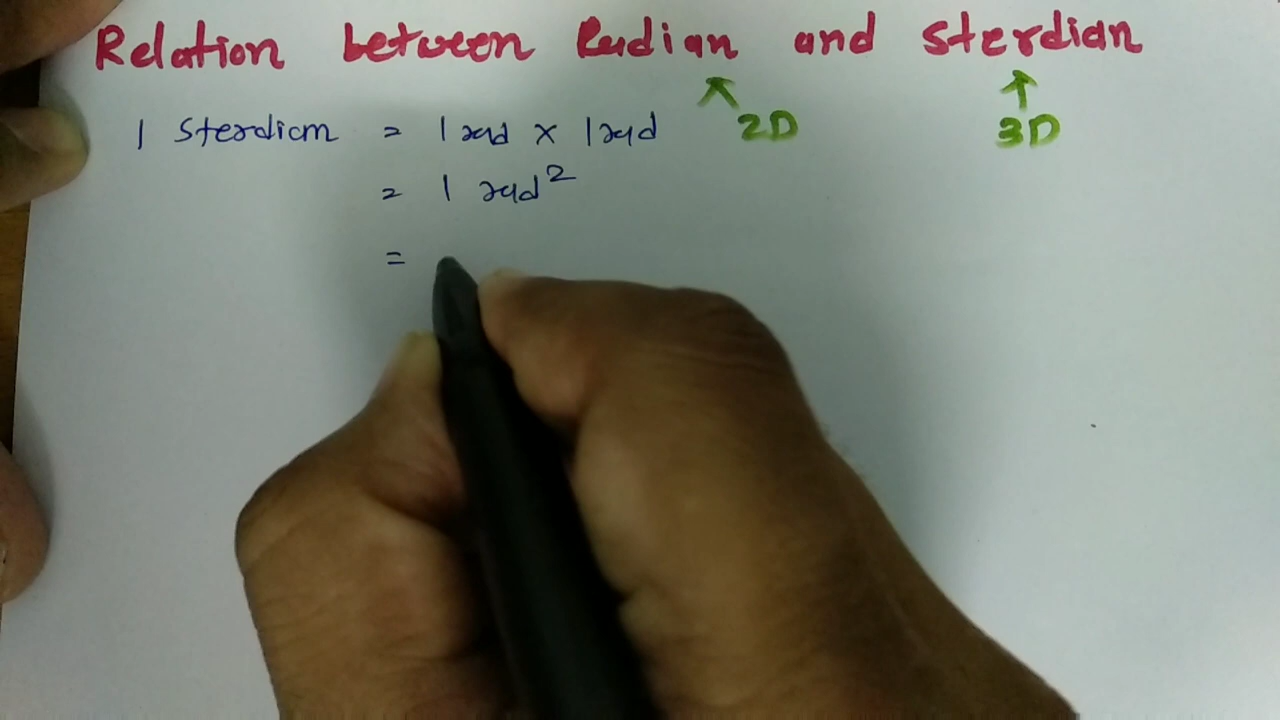 Relation between Radian and Sterdian
2D
3D
1 Sterdian = 1 rad × 1 rad
= 1 rad²
=